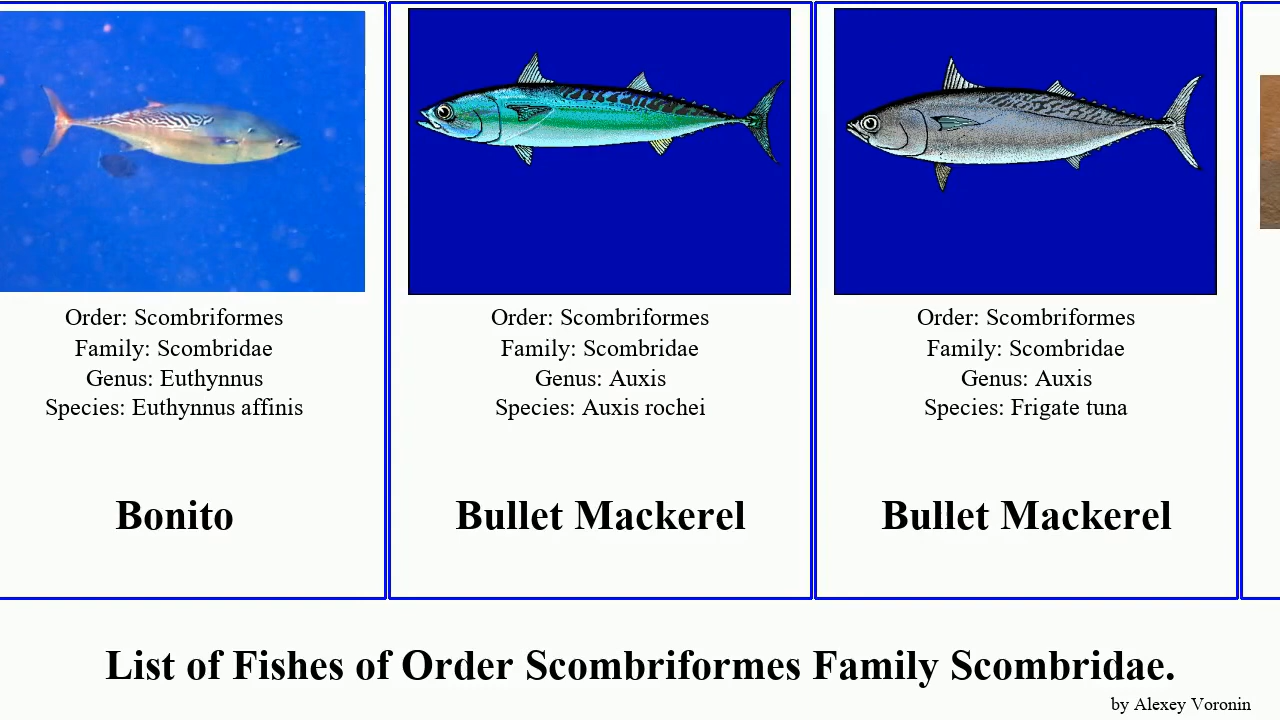 Order: Scombriformes
Family: Scombridae
Genus: Euthynnus
Species: Euthynnus affinis
Bonito
Order: Scombriformes
Family: Scombridae
Genus: Auxis
Species: Auxis rochei
Bullet Mackerel
Order: Scombriformes
Family: Scombridae
Genus: Auxis
Species: Frigate tuna
Bullet Mackerel
List of Fishes of Order Scombriformes Family Scombridae.
by Alexey Voronin